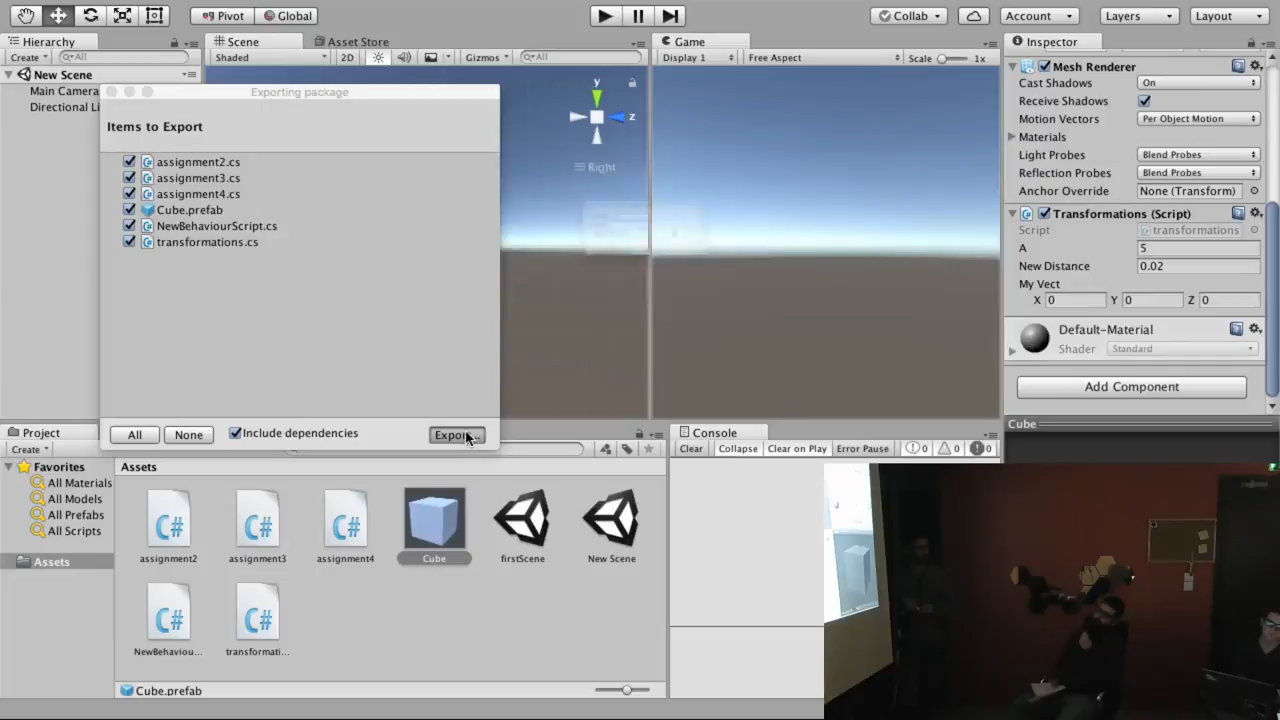 Pivot Global Collab Account Layers Layout
Hierarchy Scene Asset Store Game Inspector
Create All Shaded 2D Gizmos All Display 1 Free Aspect Scale 1x
New Scene
Main Camera
Directional Li
Exporting package
Items to Export
assignment2.cs
assignment3.cs
assignment4.cs
Cube.prefab
NewBehaviourScript.cs
transformations.cs
All None Include dependencies Expor...
y
z
Right
Mesh Renderer
Cast Shadows On
Receive Shadows
Motion Vectors Per Object Motion
Materials
Light Probes Blend Probes
Reflection Probes Blend Probes
Anchor Override None (Transform)
Transformations (Script)
Script transformations
A 5
New Distance 0.02
My Vect
X 0 Y 0 Z 0
Default-Material
Shader Standard
Add Component
Cube
Project
Create
Favorites
All Materials
All Models
All Prefabs
All Scripts
Assets
Assets
C# C# C#
assignment2 assignment3 assignment4 Cube firstScene New Scene
C# C#
NewBehaviou... transformati...
Cube.prefab
Console
Clear Collapse Clear on Play Error Pause 0 0 0